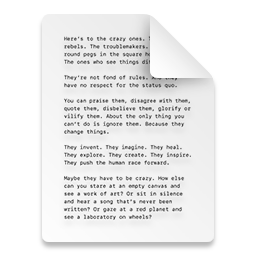 Here's to the crazy ones.
rebels. The troublemakers.
round pegs in the square
The ones who see things
They're not fond of rules. And they
have no respect for the status quo.
You can praise them, disagree with them,
quote them, disbelieve them, glorify or
vilify them. About the only thing you
can't do is ignore them. Because they
change things.
They invent. They imagine. They heal.
They explore. They create. They inspire.
They push the human race forward.
Maybe they have to be crazy. How else
can you stare at an empty canvas and
see a work of art? Or sit in silence
and hear a song that's never been
written? Or gaze at a red planet and
see a laboratory on wheels?